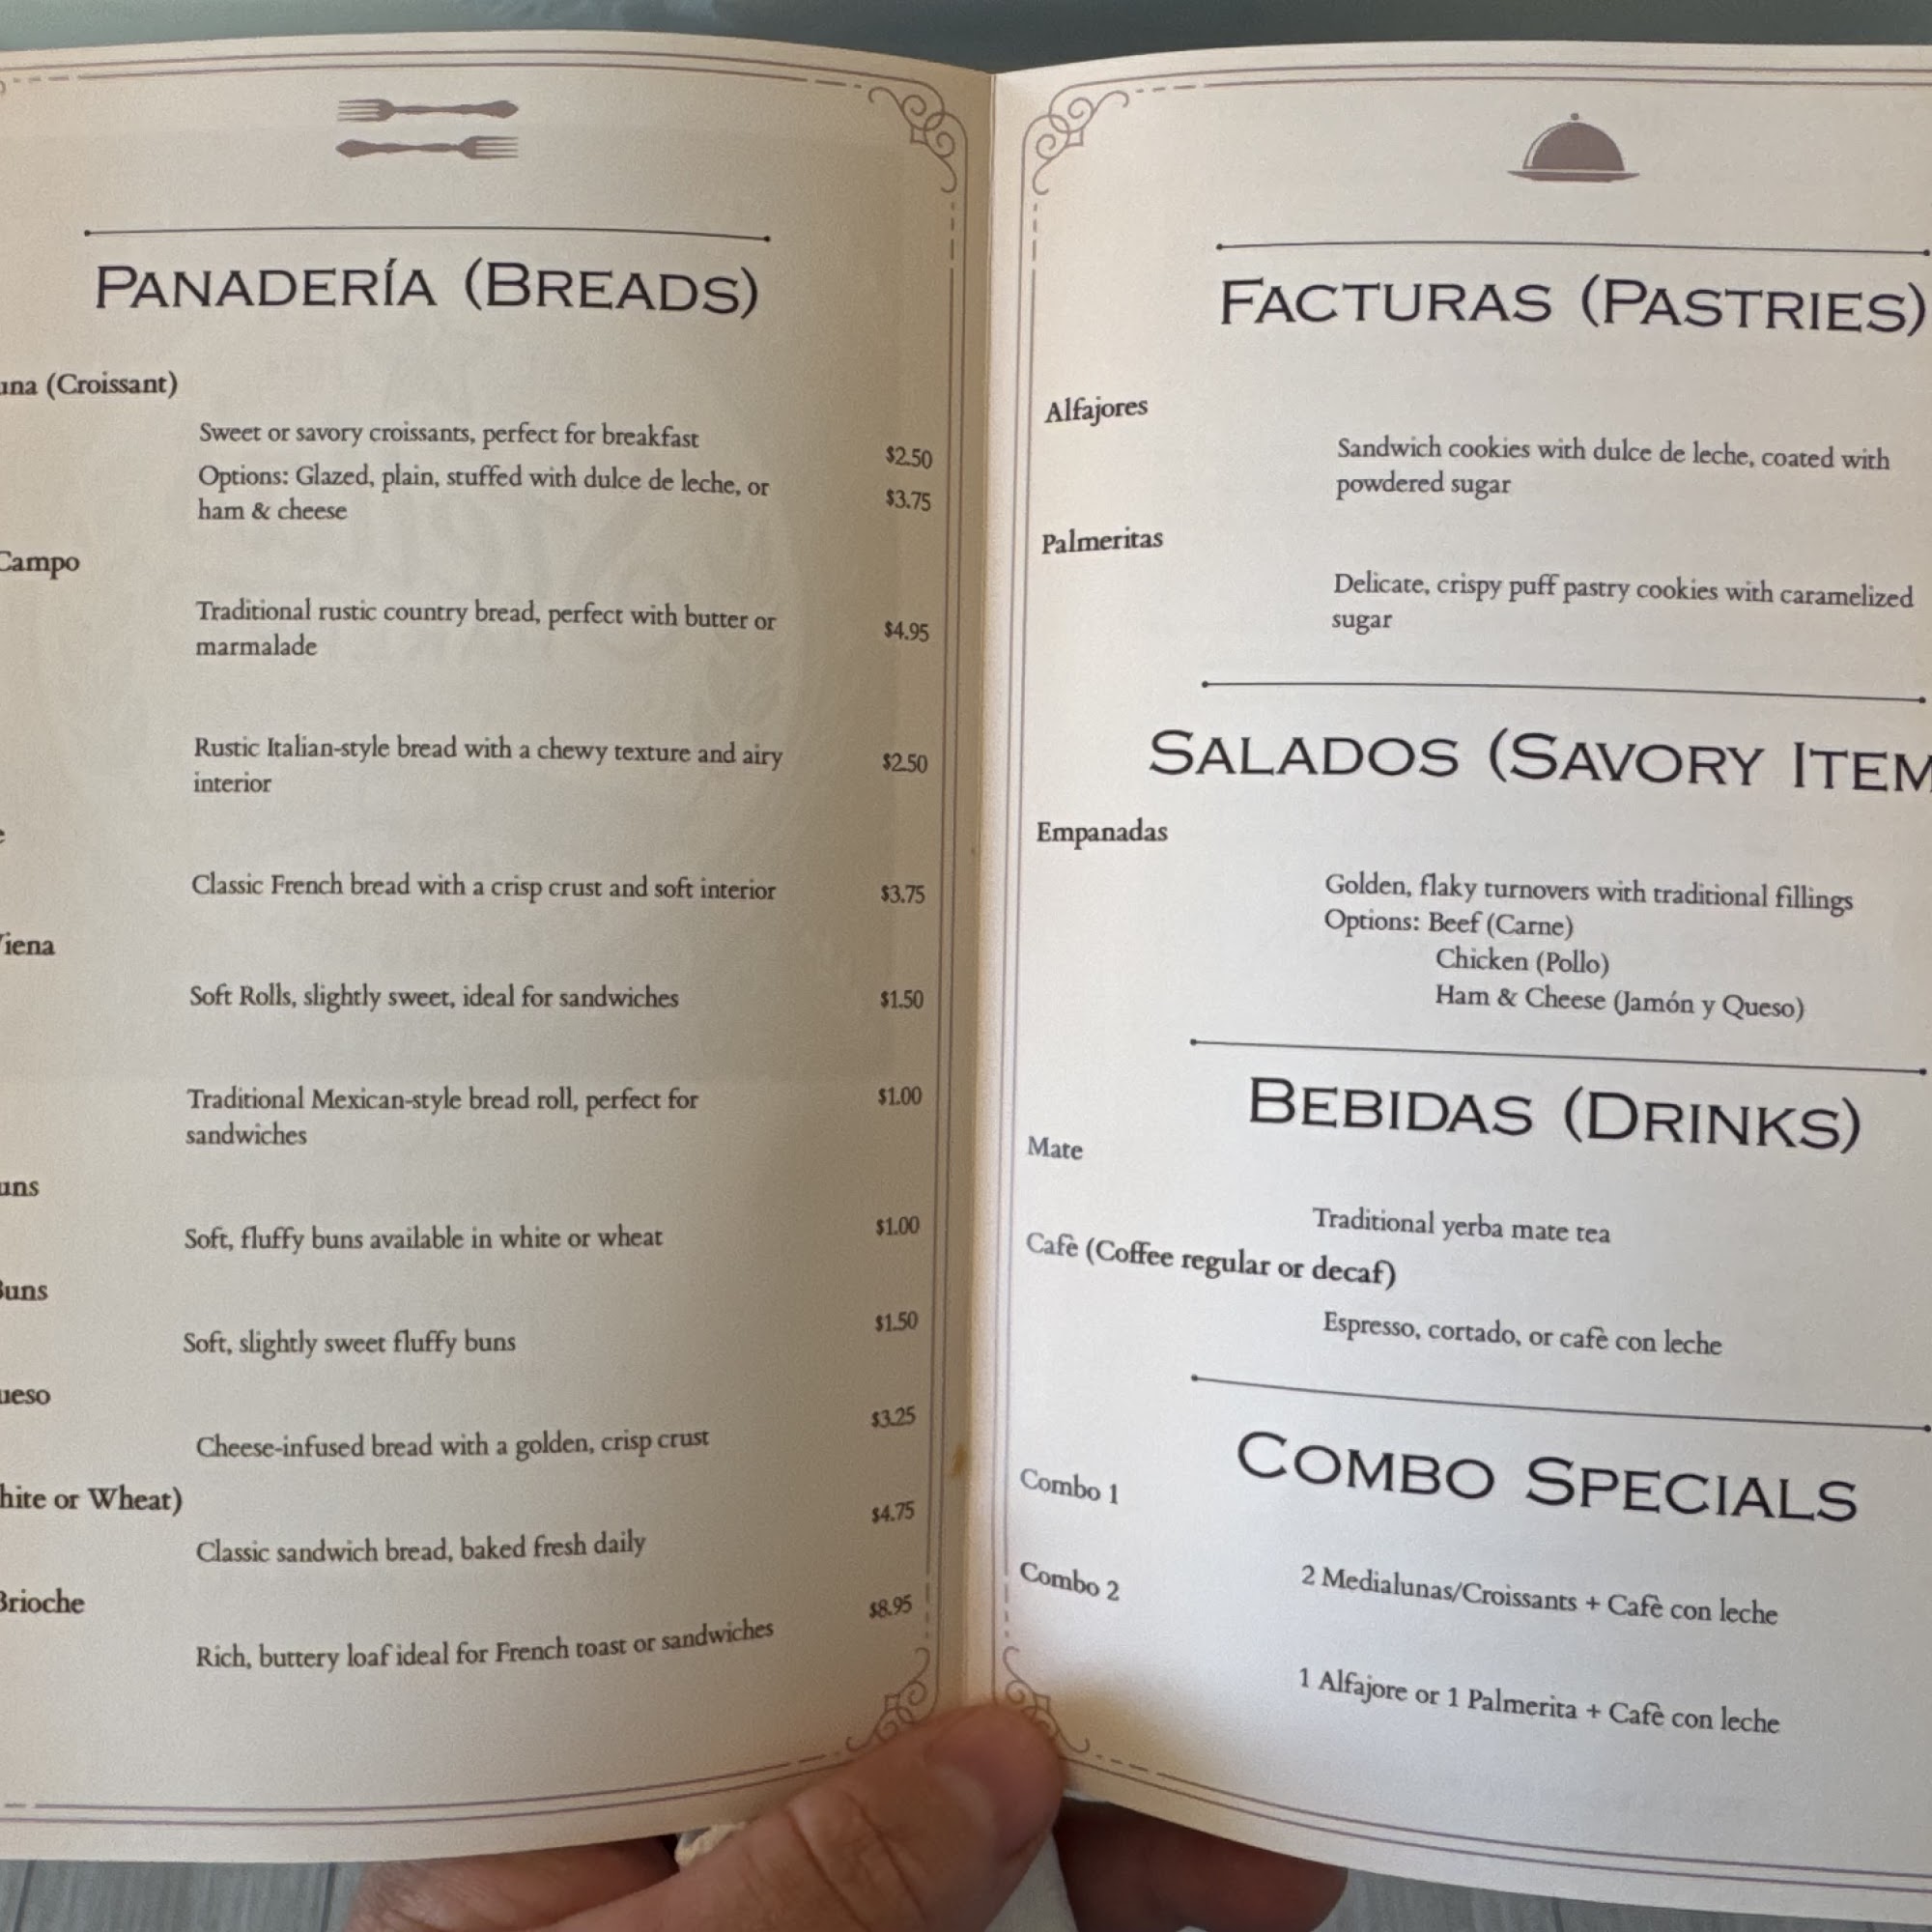 PANADERÍA (BREADS)
una (Croissant)
Sweet or savory croissants, perfect for breakfast $2.50
Options: Glazed, plain, stuffed with dulce de leche, or $3.75
ham & cheese
Campo
Traditional rustic country bread, perfect with butter or $4.95
marmalade
Rustic Italian-style bread with a chewy texture and airy $2.50
interior
e
Classic French bread with a crisp crust and soft interior $3.75
Viena
Soft Rolls, slightly sweet, ideal for sandwiches $1.50
Traditional Mexican-style bread roll, perfect for $1.00
sandwiches
uns
Soft, fluffy buns available in white or wheat $1.00
Buns
Soft, slightly sweet fluffy buns $1.50
ueso
Cheese-infused bread with a golden, crisp crust $3.25
hite or Wheat)
Classic sandwich bread, baked fresh daily $4.75
Brioche
Rich, buttery loaf ideal for French toast or sandwiches $8.95
FACTURAS (PASTRIES)
Alfajores
Sandwich cookies with dulce de leche, coated with
powdered sugar
Palmeritas
Delicate, crispy puff pastry cookies with caramelized
sugar
SALADOS (SAVORY ITEM
Empanadas
Golden, flaky turnovers with traditional fillings
Options: Beef (Carne)
Chicken (Pollo)
Ham & Cheese (Jamón y Queso)
BEBIDAS (DRINKS)
Mate
Traditional yerba mate tea
Cafè (Coffee regular or decaf)
Espresso, cortado, or cafè con leche
COMBO SPECIALS
Combo 1
2 Medialunas/Croissants + Cafè con leche
Combo 2
1 Alfajore or 1 Palmerita + Cafè con leche